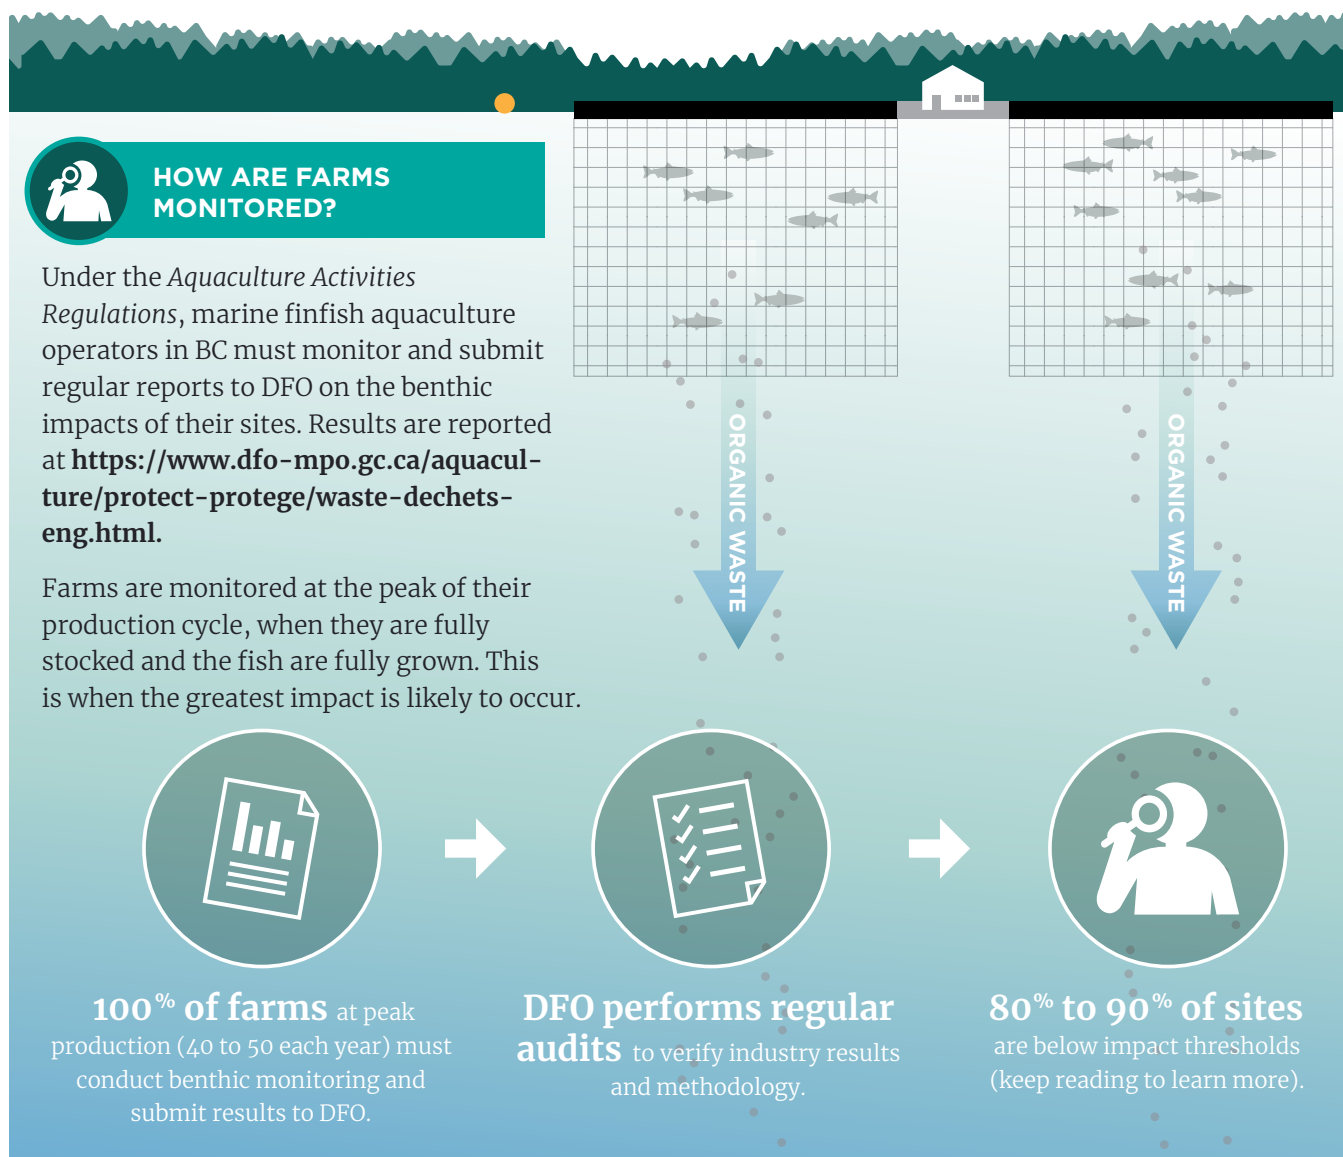 HOW ARE FARMS
MONITORED?
Under the Aquaculture Activities
Regulations, marine finfish aquaculture
operators in BC must monitor and submit
regular reports to DFO on the benthic
impacts of their sites. Results are reported
at https://www.dfo-mpo.gc.ca/aquacul-
ture/protect-protege/waste-dechets-
eng.html.
Farms are monitored at the peak of their
production cycle, when they are fully
stocked and the fish are fully grown. This
is when the greatest impact is likely to occur.
ORGANIC WASTE
ORGANIC WASTE
100% of farms at peak
production (40 to 50 each year) must
conduct benthic monitoring and
submit results to DFO.
DFO performs regular
audits to verify industry results
and methodology.
80% to 90% of sites
are below impact thresholds
(keep reading to learn more).